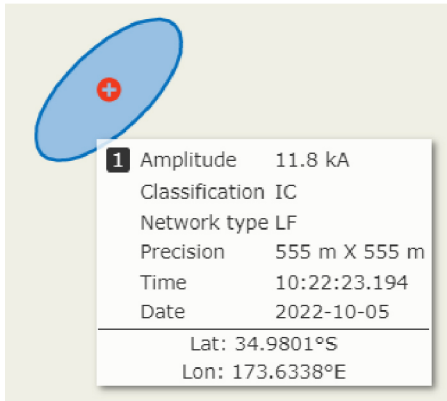 1 Amplitude 11.8 kA
Classification IC
Network type LF
Precision 555 m X 555 m
Time 10:22:23.194
Date 2022-10-05
Lat: 34.9801°S
Lon: 173.6338°E